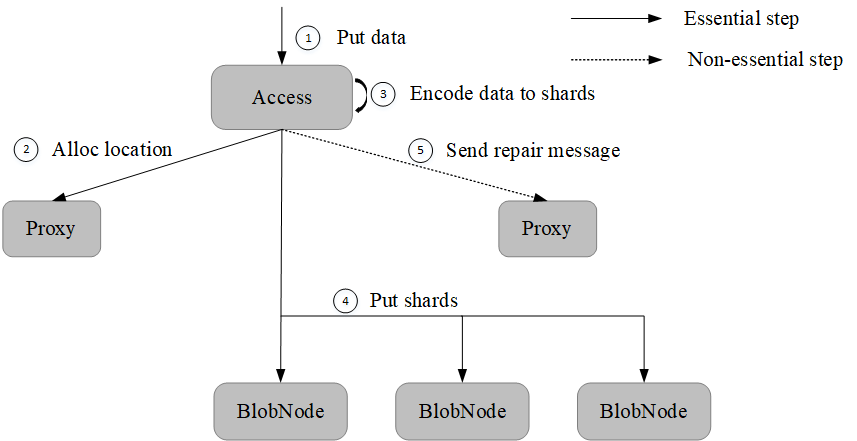 Essential step
1 Put data
Non-essential step
Access
3 Encode data to shards
2 Alloc location
5 Send repair message
Proxy
Proxy
4 Put shards
BlobNode
BlobNode
BlobNode